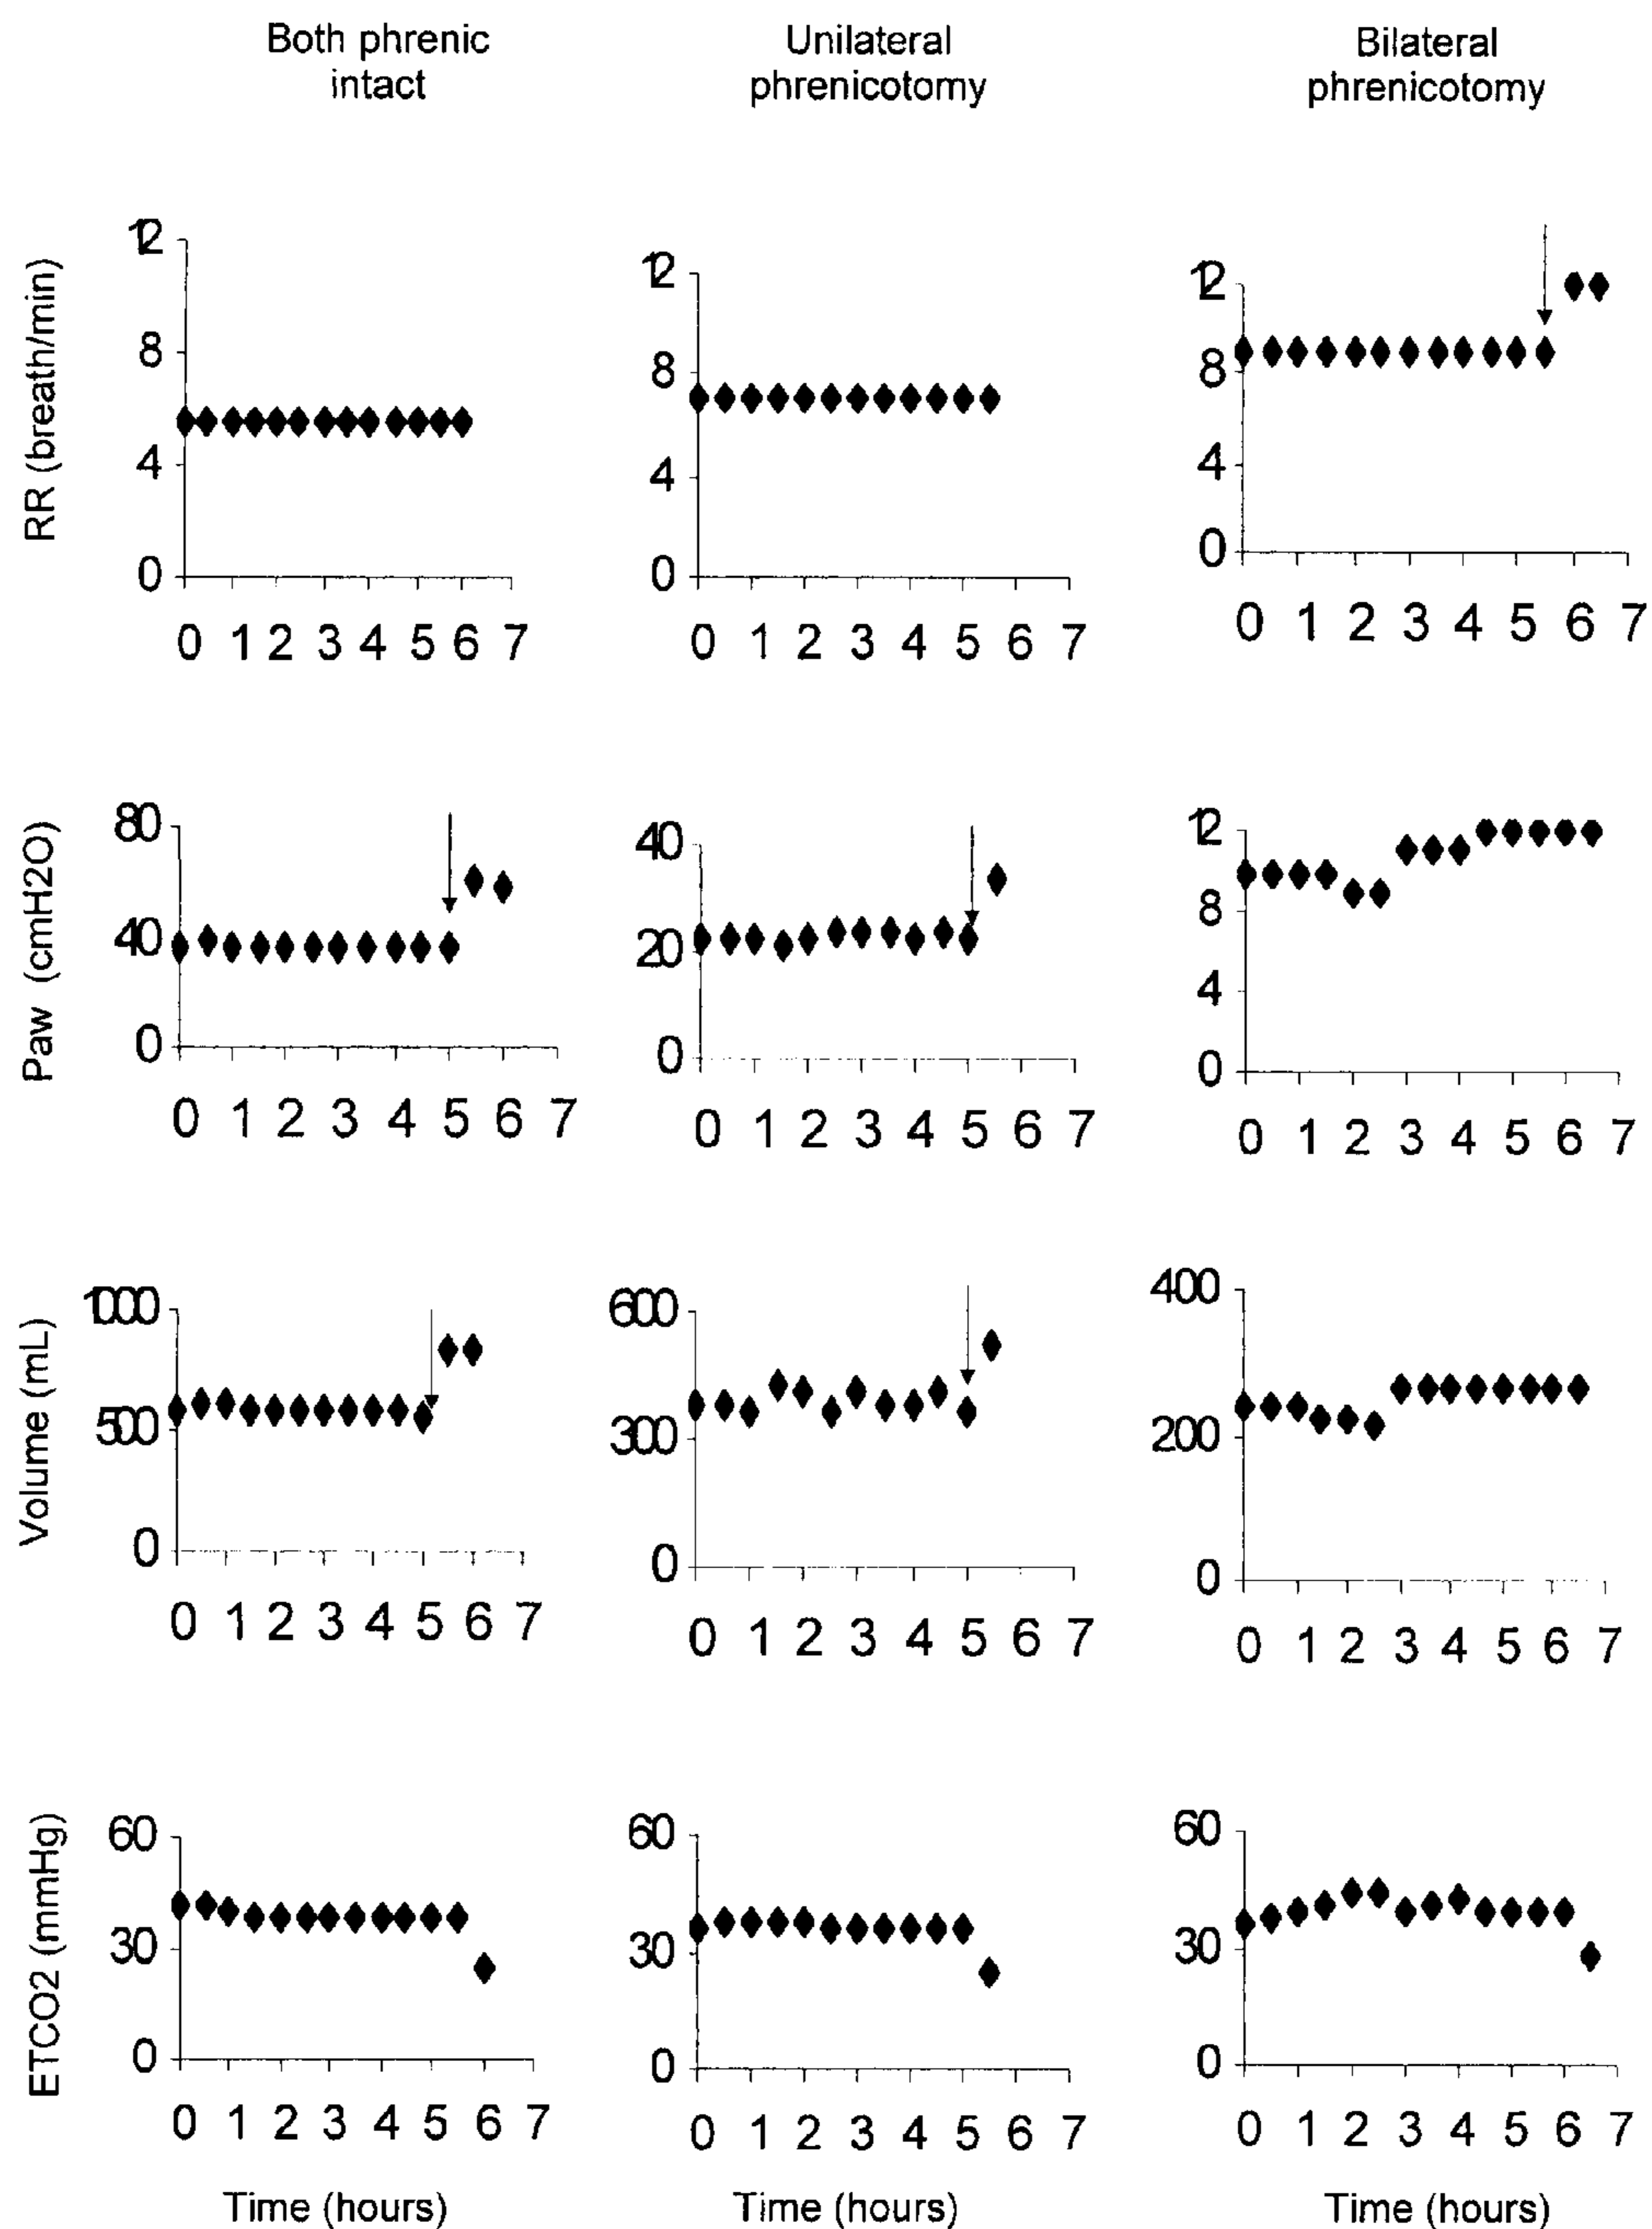 Both phrenic
intact
Unilateral
phrenicotomy
Bilateral
phrenicotomy
RR (breath/min)
12
8
4
0
0 1 2 3 4 5 6 7
12
8
4
0
0 1 2 3 4 5 6 7
12
8
4
0
0 1 2 3 4 5 6 7
Paw (cmH2O)
80
40
0
0 1 2 3 4 5 6 7
40
20
0
0 1 2 3 4 5 6 7
12
8
4
0
0 1 2 3 4 5 6 7
Volume (mL)
1000
500
0
0 1 2 3 4 5 6 7
600
300
0
0 1 2 3 4 5 6 7
400
200
0
0 1 2 3 4 5 6 7
ETCO2 (mmHg)
60
30
0
0 1 2 3 4 5 6 7
60
30
0
0 1 2 3 4 5 6 7
60
30
0
0 1 2 3 4 5 6 7
Time (hours)
Time (hours)
Time (hours)